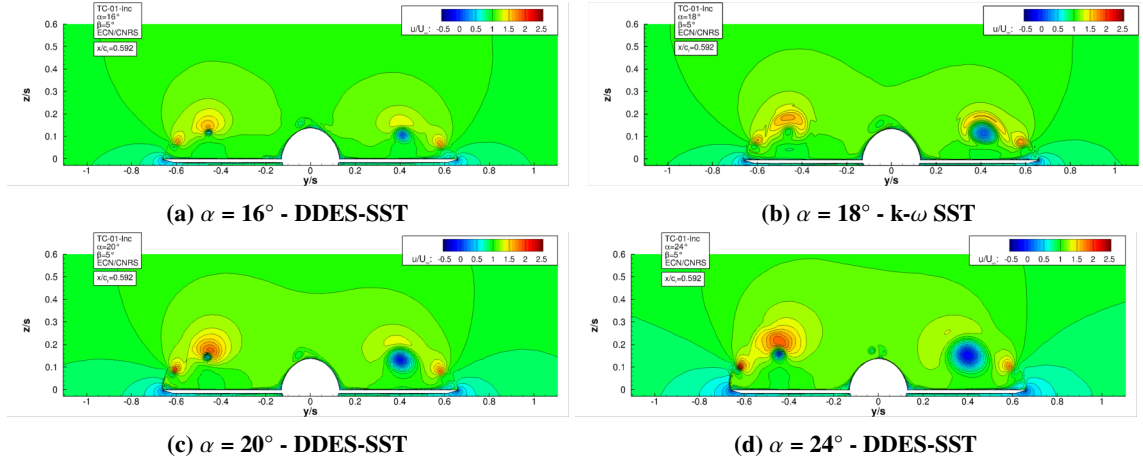 TC-01-Inc
α=16°
β=5°
ECN/CNRS
x/cᵣ=0.592
u/U∞: -0.5 0 0.5 1 1.5 2 2.5
z/s
0.6
0.5
0.4
0.3
0.2
0.1
0
-1 -0.8 -0.6 -0.4 -0.2 0 0.2 0.4 0.6 0.8 1
y/s
(a) α = 16° - DDES-SST
TC-01-Inc
α=18°
β=5°
ECN/CNRS
x/cᵣ=0.592
u/U∞: -0.5 0 0.5 1 1.5 2 2.5
z/s
0.6
0.5
0.4
0.3
0.2
0.1
0
-1 -0.8 -0.6 -0.4 -0.2 0 0.2 0.4 0.6 0.8 1
y/s
(b) α = 18° - k-ω SST
TC-01-Inc
α=20°
β=5°
ECN/CNRS
x/cᵣ=0.592
u/U∞: -0.5 0 0.5 1 1.5 2 2.5
z/s
0.6
0.5
0.4
0.3
0.2
0.1
0
-1 -0.8 -0.6 -0.4 -0.2 0 0.2 0.4 0.6 0.8 1
y/s
(c) α = 20° - DDES-SST
TC-01-Inc
α=24°
β=5°
ECN/CNRS
x/cᵣ=0.592
u/U∞: -0.5 0 0.5 1 1.5 2 2.5
z/s
0.6
0.5
0.4
0.3
0.2
0.1
0
-1 -0.8 -0.6 -0.4 -0.2 0 0.2 0.4 0.6 0.8 1
y/s
(d) α = 24° - DDES-SST